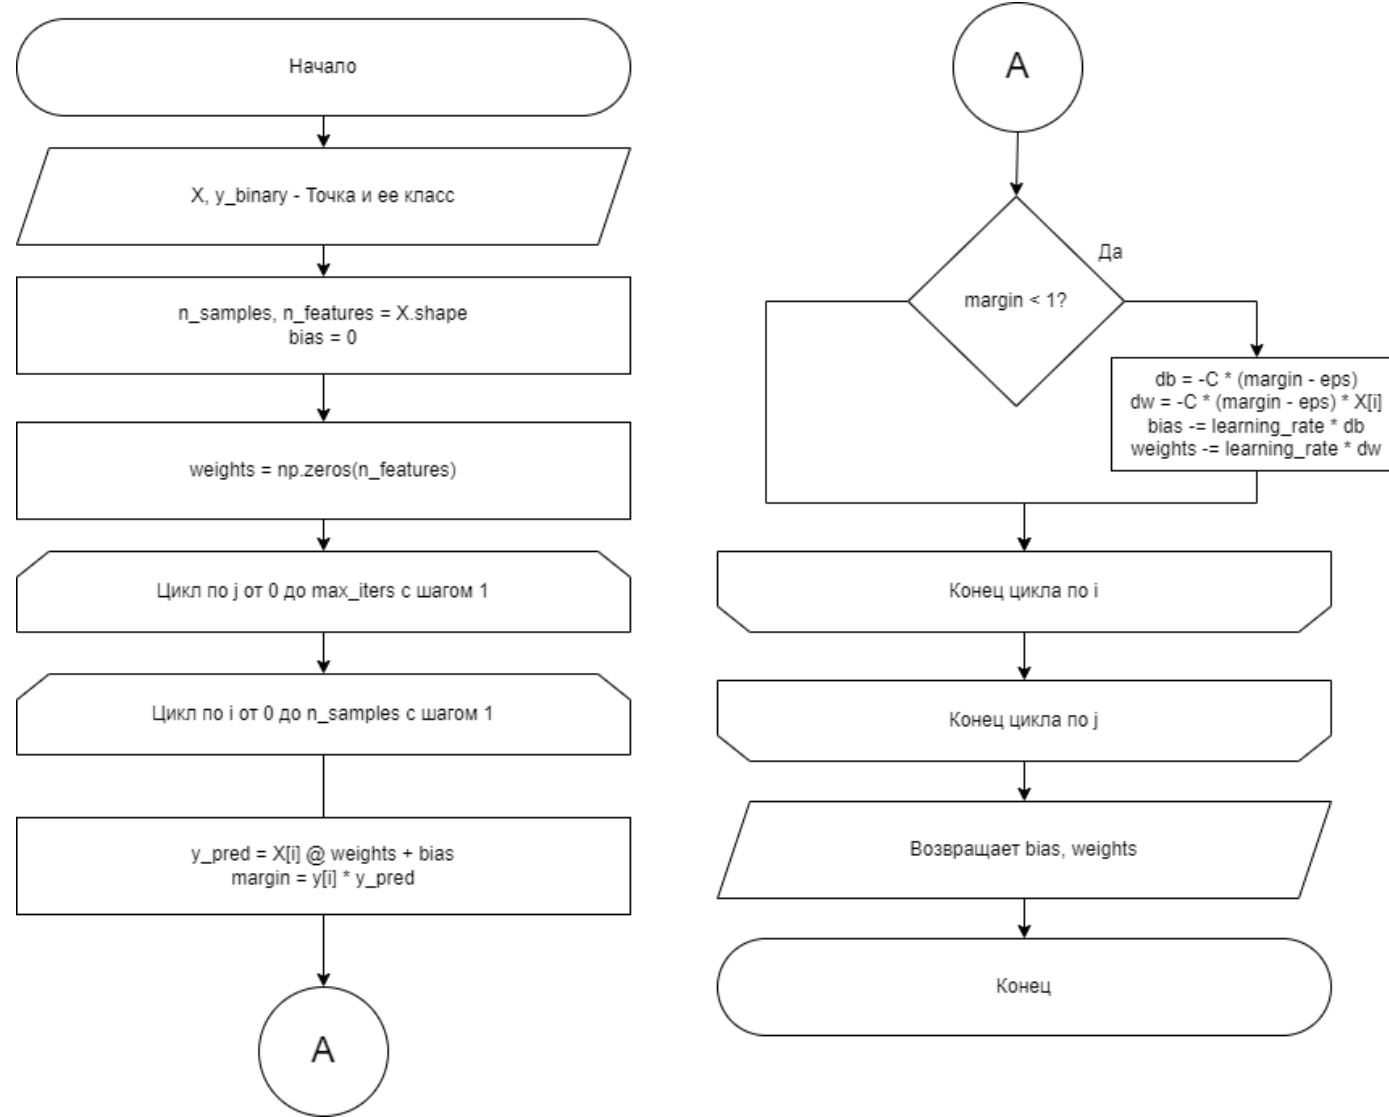 Начало
X, y_binary - Точка и ее класс
n_samples, n_features = X.shape
bias = 0
weights = np.zeros(n_features)
Цикл по j от 0 до max_iters с шагом 1
Цикл по i от 0 до n_samples с шагом 1
y_pred = X[i] @ weights + bias
margin = y[i] * y_pred
A
A
Да
margin < 1?
db = -C * (margin - eps)
dw = -C * (margin - eps) * X[i]
bias -= learning_rate * db
weights -= learning_rate * dw
Конец цикла по i
Конец цикла по j
Возвращает bias, weights
Конец